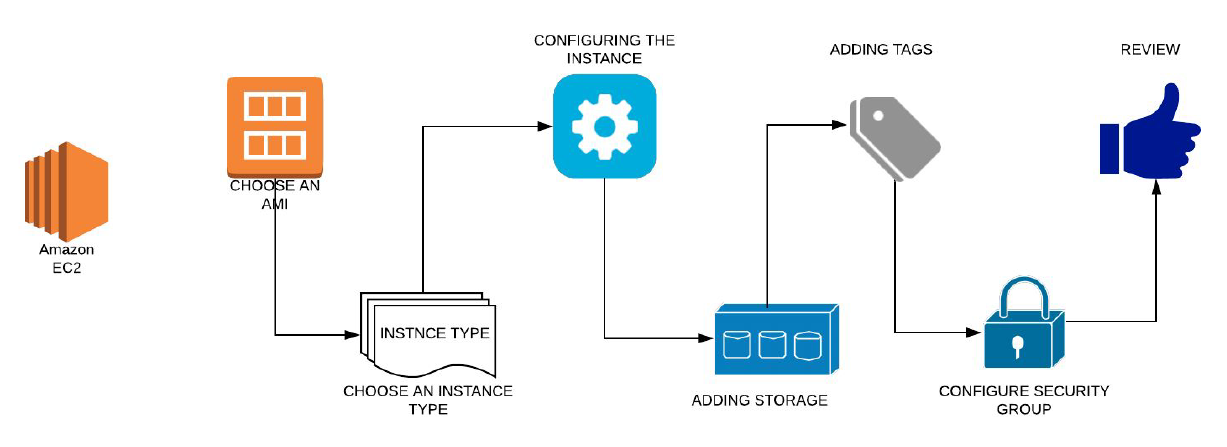 Amazon
EC2
CHOOSE AN
AMI
INSTNCE TYPE
CHOOSE AN INSTANCE
TYPE
CONFIGURING THE
INSTANCE
ADDING STORAGE
ADDING TAGS
CONFIGURE SECURITY
GROUP
REVIEW